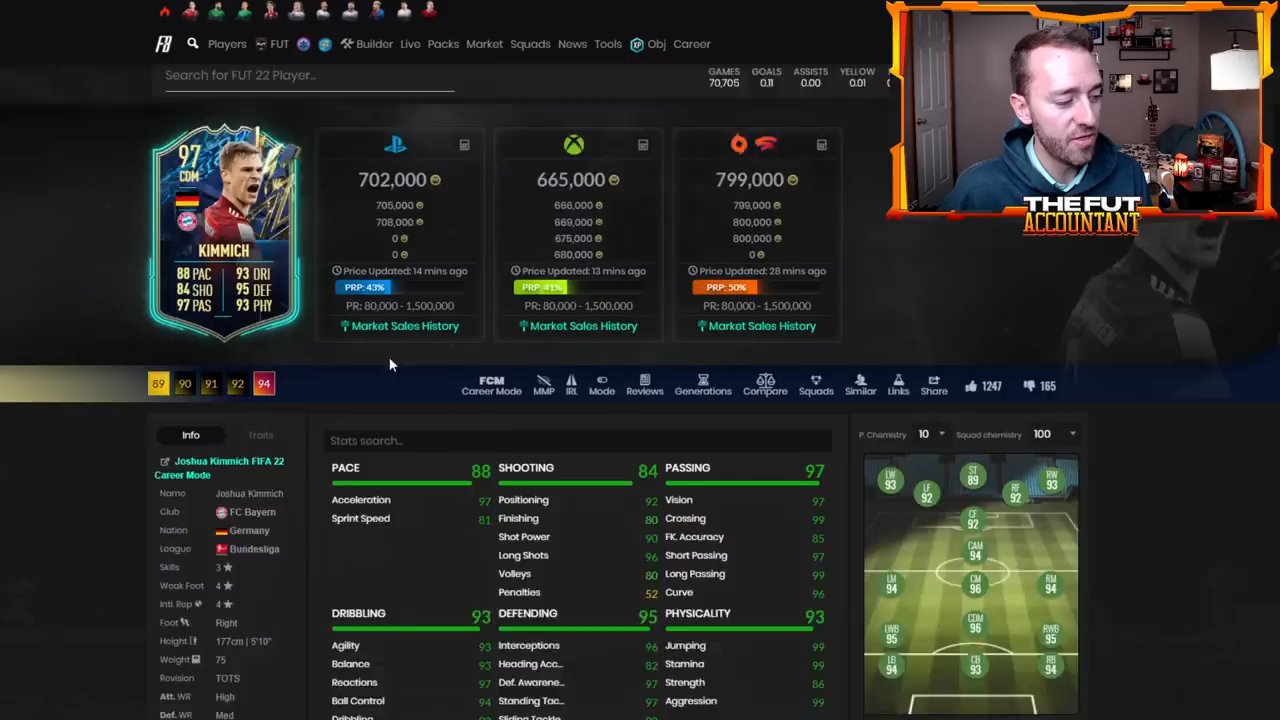 FB Players FUT Builder Live Packs Market Squads News Tools XP Obj Career
Search for FUT 22 Player...
GAMES GOALS ASSISTS YELLOW
70,705 0.11 0.00 0.01
THE FUT
ACCOUNTANT
97
CDM
KIMMICH
88 PAC 93 DRI
84 SHO 95 DEF
97 PAS 93 PHY
702,000
705,000
708,000
0
0
Price Updated: 14 mins ago
PRP: 43%
PR: 80,000 - 1,500,000
Market Sales History
665,000
666,000
669,000
675,000
680,000
Price Updated: 13 mins ago
PRP: 41%
PR: 80,000 - 1,500,000
Market Sales History
799,000
799,000
800,000
800,000
0
Price Updated: 28 mins ago
PRP: 50%
PR: 80,000 - 1,500,000
Market Sales History
89 90 91 92 94
FCM
Career Mode MMP IRL Mode Reviews Generations Compare Squads Similar Links Share 1247 165
Info Traits
Joshua Kimmich FIFA 22
Career Mode
Name Joshua Kimmich
Club FC Bayern
Nation Germany
League Bundesliga
Skills 3
Weak Foot 4
Intl. Rep 4
Foot Right
Height 177cm | 5'10"
Weight 75
Revision TOTS
Att. WR High
Def. WR Med
Stats search...
PACE 88
Acceleration 97
Sprint Speed 81
SHOOTING 84
Positioning 92
Finishing 80
Shot Power 90
Long Shots 96
Volleys 80
Penalties 52
PASSING 97
Vision 97
Crossing 99
FK. Accuracy 85
Short Passing 97
Long Passing 99
Curve 96
DRIBBLING 93
Agility 93
Balance 93
Reactions 97
Ball Control 94
Dribbling
DEFENDING 95
Interceptions 96
Heading Acc... 82
Def. Awarene... 97
Standing Tac... 97
Sliding Tackle
PHYSICALITY 93
Jumping 99
Stamina 99
Strength 86
Aggression 99
P. Chemistry 10 Squad chemistry 100
LW 93
LF 92
ST 89
RF 92
RW 93
CF 92
CAM 94
LM 94
CM 96
RM 94
LWB 95
CDM 96
RWB 95
LB 94
CB 93
RB 94